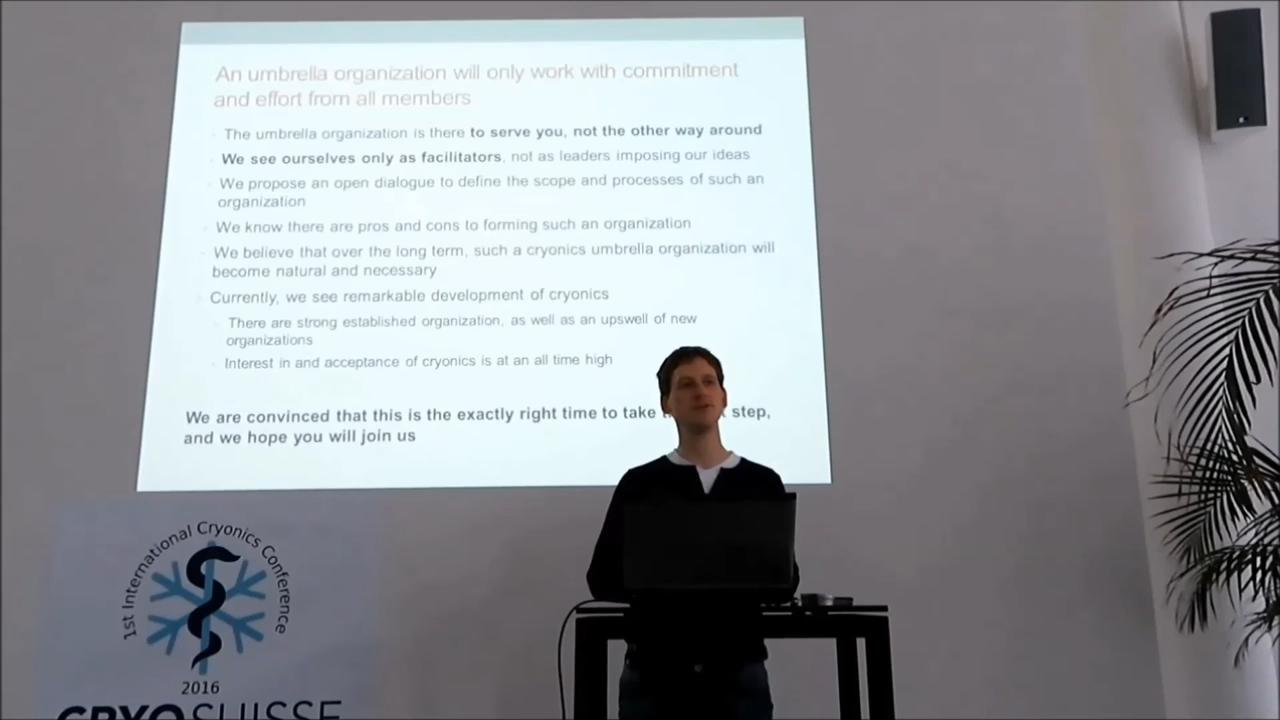 An umbrella organization will only work with commitment
and effort from all members
The umbrella organization is there to serve you, not the other way around
We see ourselves only as facilitators, not as leaders imposing our ideas
We propose an open dialogue to define the scope and processes of such an
organization
We know there are pros and cons to forming such an organization
We believe that over the long term, such a cryonics umbrella organization will
become natural and necessary
Currently, we see remarkable development of cryonics
There are strong established organization, as well as an upswell of new
organizations
Interest in and acceptance of cryonics is at an all time high
We are convinced that this is the exactly right time to take step,
and we hope you will join us
1st International Cryonics Conference
2016
CRYOSUISSE